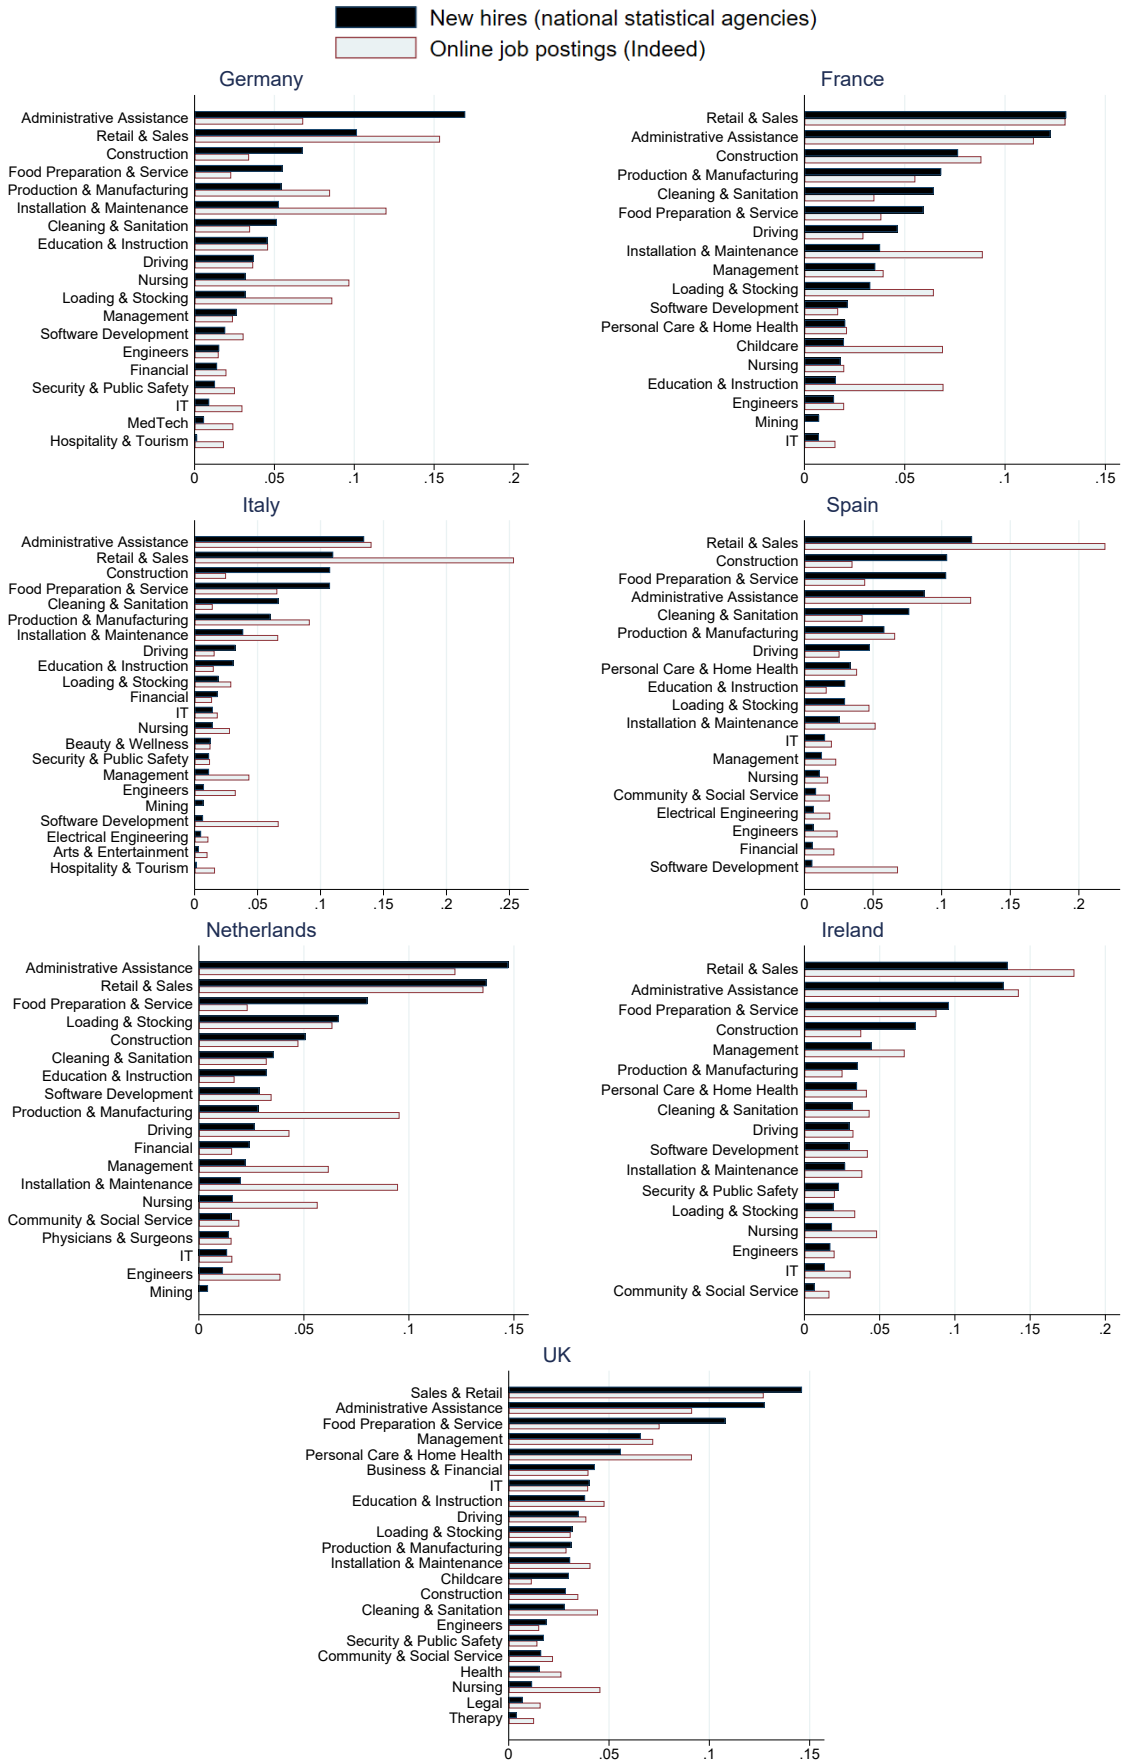 New hires (national statistical agencies)
Online job postings (Indeed)
Germany
Administrative Assistance
Retail & Sales
Construction
Food Preparation & Service
Production & Manufacturing
Installation & Maintenance
Cleaning & Sanitation
Education & Instruction
Driving
Nursing
Loading & Stocking
Management
Software Development
Engineers
Financial
Security & Public Safety
IT
MedTech
Hospitality & Tourism
0 .05 .1 .15 .2
France
Retail & Sales
Administrative Assistance
Construction
Production & Manufacturing
Cleaning & Sanitation
Food Preparation & Service
Driving
Installation & Maintenance
Management
Loading & Stocking
Software Development
Personal Care & Home Health
Childcare
Nursing
Education & Instruction
Engineers
Mining
IT
0 .05 .1 .15
Italy
Administrative Assistance
Retail & Sales
Construction
Food Preparation & Service
Cleaning & Sanitation
Production & Manufacturing
Installation & Maintenance
Driving
Education & Instruction
Loading & Stocking
Financial
IT
Nursing
Beauty & Wellness
Security & Public Safety
Management
Engineers
Mining
Software Development
Electrical Engineering
Arts & Entertainment
Hospitality & Tourism
0 .05 .1 .15 .2 .25
Spain
Retail & Sales
Construction
Food Preparation & Service
Administrative Assistance
Cleaning & Sanitation
Production & Manufacturing
Driving
Personal Care & Home Health
Education & Instruction
Loading & Stocking
Installation & Maintenance
IT
Management
Nursing
Community & Social Service
Electrical Engineering
Engineers
Financial
Software Development
0 .05 .1 .15 .2
Netherlands
Administrative Assistance
Retail & Sales
Food Preparation & Service
Loading & Stocking
Construction
Cleaning & Sanitation
Education & Instruction
Software Development
Production & Manufacturing
Driving
Financial
Management
Installation & Maintenance
Nursing
Community & Social Service
Physicians & Surgeons
IT
Engineers
Mining
0 .05 .1 .15
Ireland
Retail & Sales
Administrative Assistance
Food Preparation & Service
Construction
Management
Production & Manufacturing
Personal Care & Home Health
Cleaning & Sanitation
Driving
Software Development
Installation & Maintenance
Security & Public Safety
Loading & Stocking
Nursing
Engineers
IT
Community & Social Service
0 .05 .1 .15 .2
UK
Sales & Retail
Administrative Assistance
Food Preparation & Service
Management
Personal Care & Home Health
Business & Financial
IT
Education & Instruction
Driving
Loading & Stocking
Production & Manufacturing
Installation & Maintenance
Childcare
Construction
Cleaning & Sanitation
Engineers
Security & Public Safety
Community & Social Service
Health
Nursing
Legal
Therapy
0 .05 .1 .15